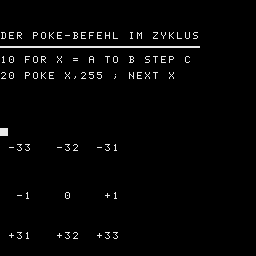 DER POKE-BEFEHL IM ZYKLUS
10 FOR X = A TO B STEP C
20 POKE X,255 ; NEXT X
-33 -32 -31
-1 0 +1
+31 +32 +33